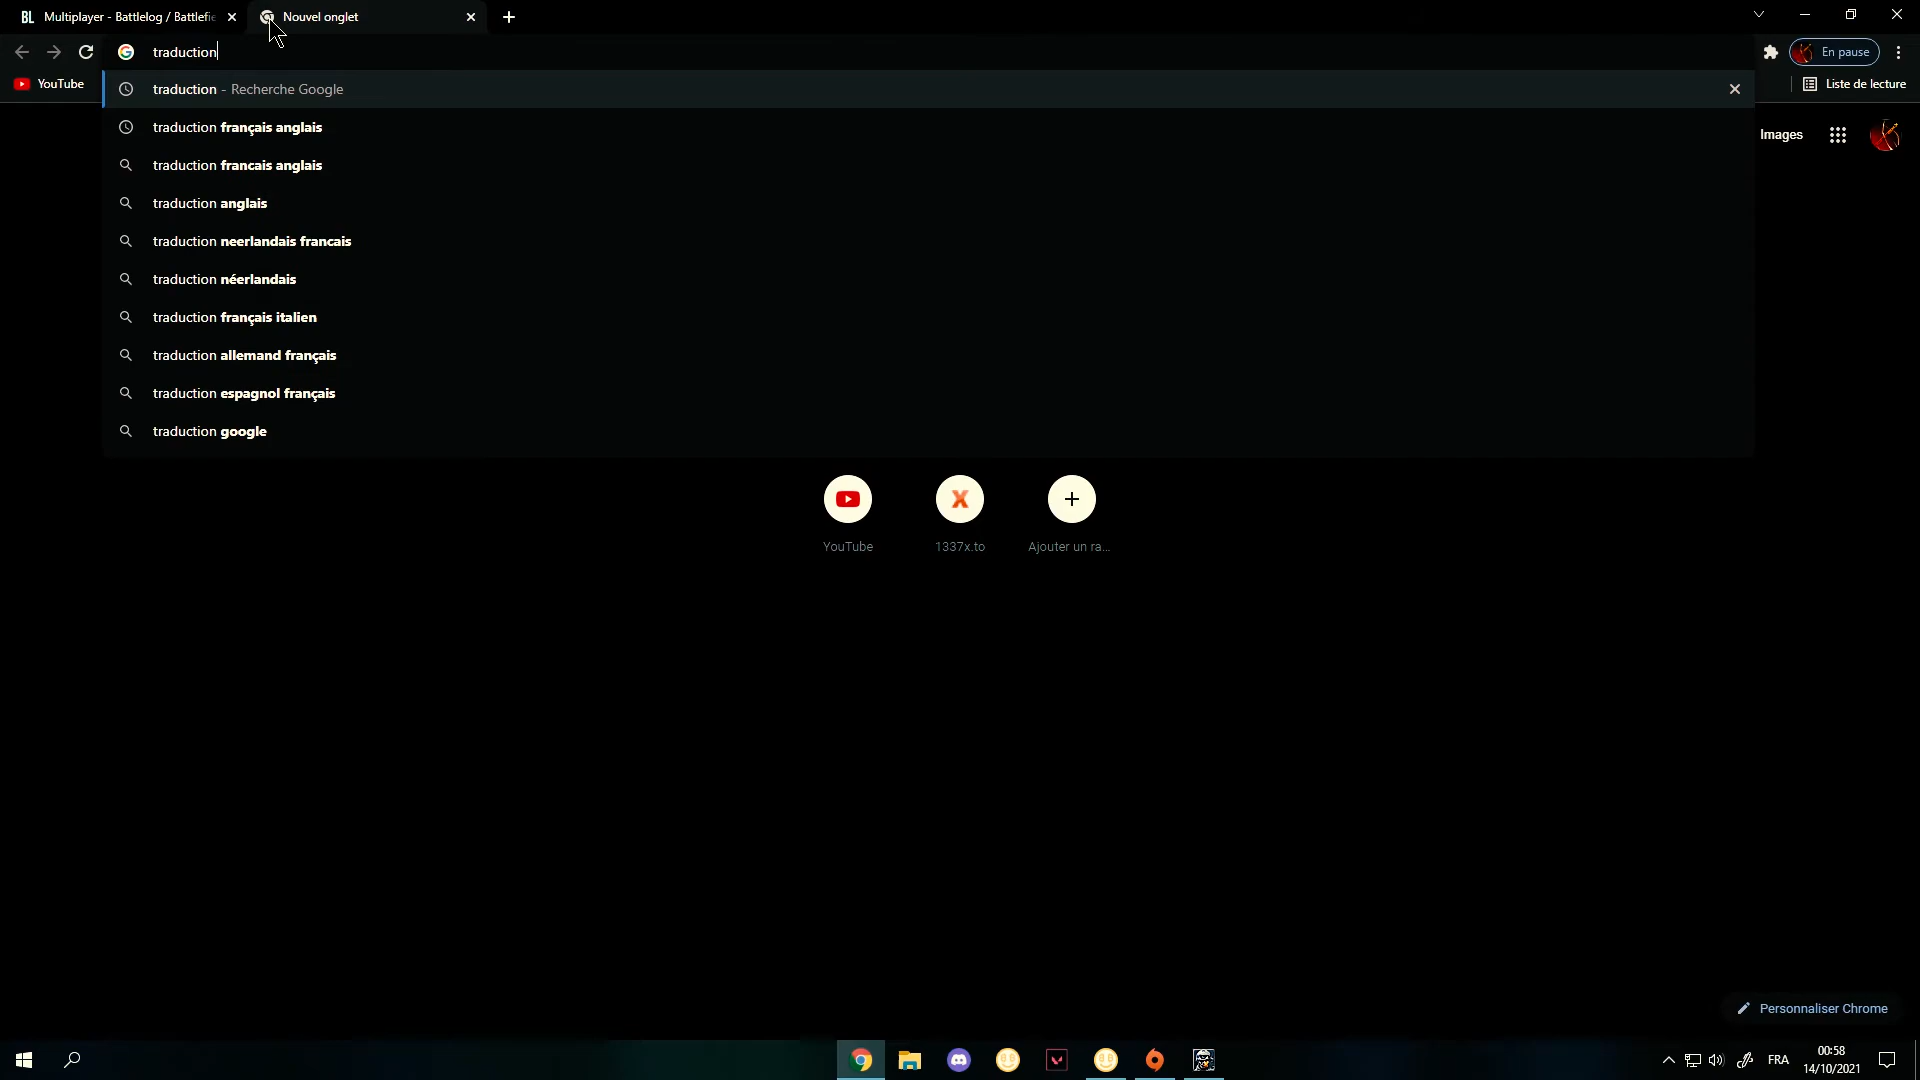 BL Multiplayer - Battlelog / Battlefie
Nouvel onglet
traduction
En pause
YouTube
Liste de lecture
traduction - Recherche Google
traduction français anglais
traduction francais anglais
traduction anglais
traduction neerlandais francais
traduction néerlandais
traduction français italien
traduction allemand français
traduction espagnol français
traduction google
Images
YouTube
1337x.to
Ajouter un ra...
Personnaliser Chrome
FRA
00:58
14/10/2021